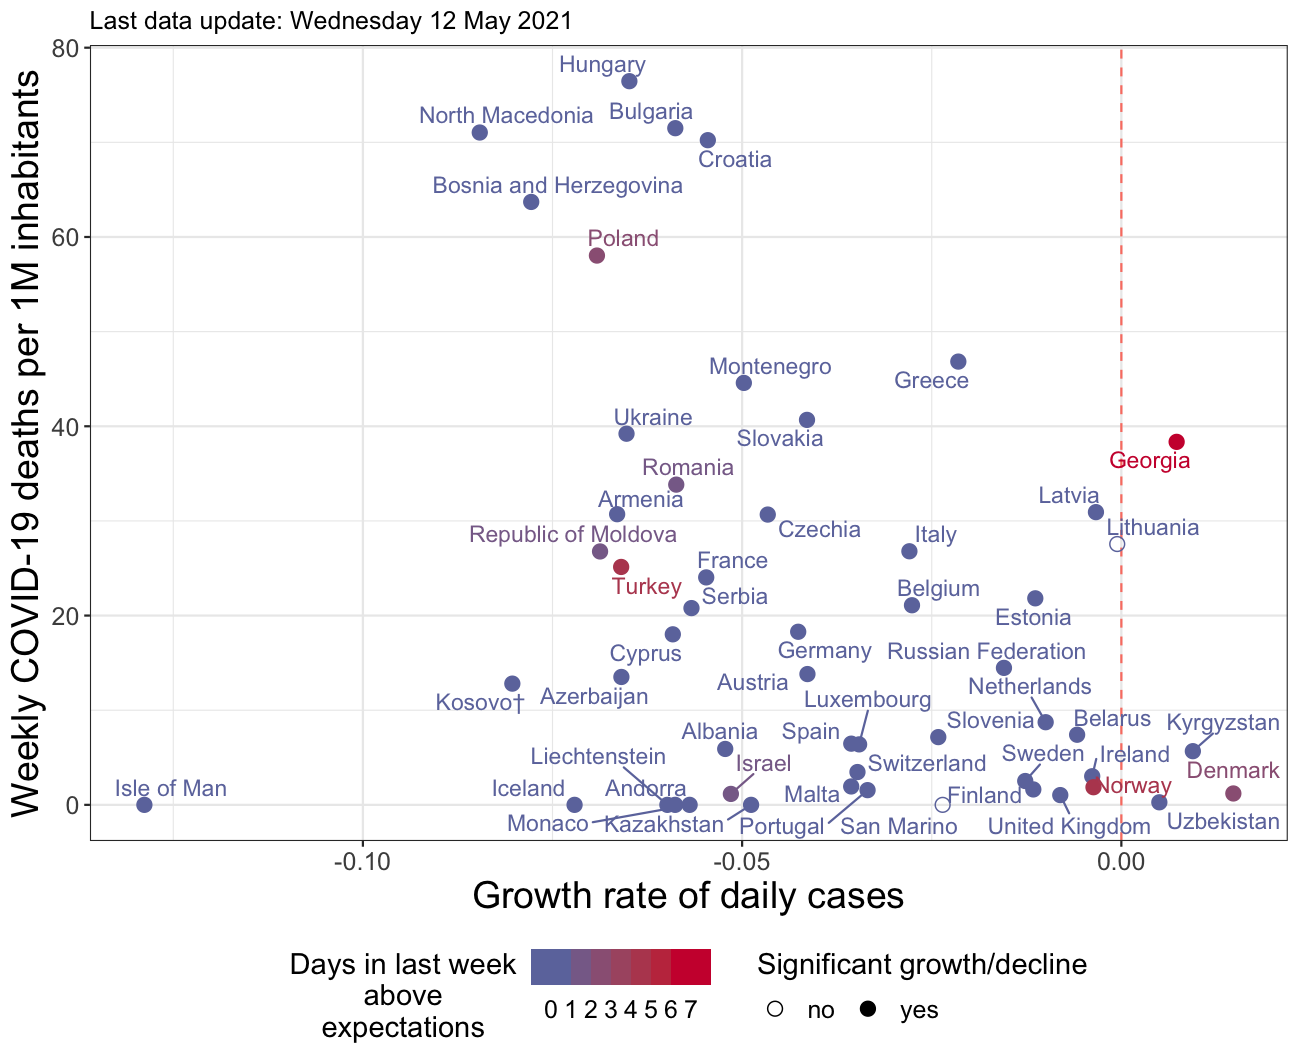 Last data update: Wednesday 12 May 2021
Weekly COVID-19 deaths per 1M inhabitants
80
60
40
20
0
Hungary
North Macedonia
Bulgaria
Croatia
Bosnia and Herzegovina
Poland
Montenegro
Greece
Ukraine
Slovakia
Georgia
Romania
Armenia
Latvia
Lithuania
Republic of Moldova
Czechia
Italy
France
Turkey
Serbia
Belgium
Estonia
Cyprus
Germany
Russian Federation
Austria
Netherlands
Kosovo†
Azerbaijan
Luxembourg
Slovenia
Belarus
Kyrgyzstan
Albania
Spain
Liechtenstein
Israel
Switzerland
Sweden
Ireland
Denmark
Isle of Man
Iceland
Andorra
Malta
Finland
Norway
Monaco
Kazakhstan
Portugal
San Marino
United Kingdom
Uzbekistan
-0.10
-0.05
0.00
Growth rate of daily cases
Days in last week
above
expectations
0 1 2 3 4 5 6 7
Significant growth/decline
no
yes